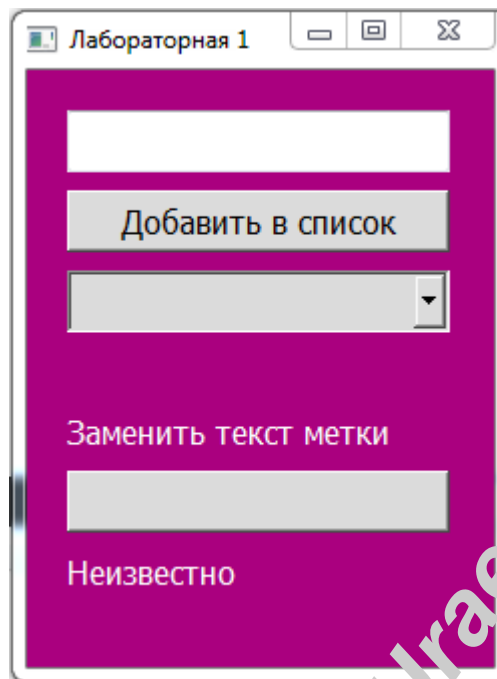 Лабораторная 1
Добавить в список
Заменить текст метки
Неизвестно